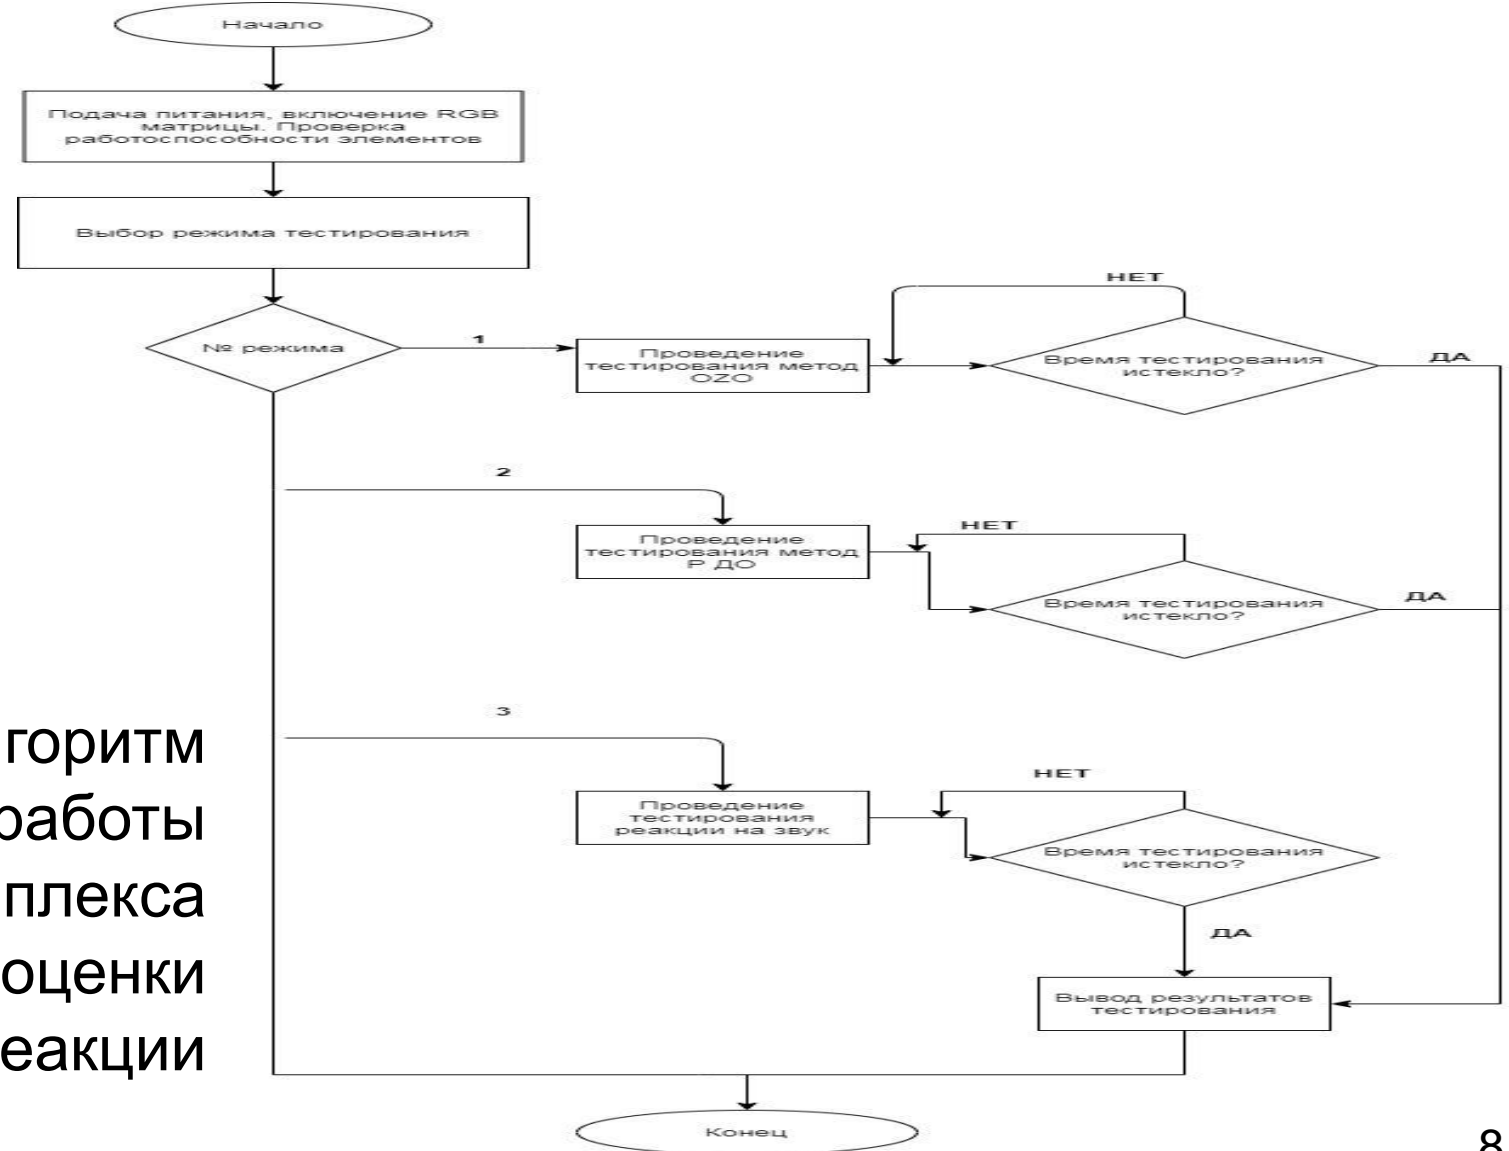 Начало
Подача питания, включение RGB
матрицы. Проверка
работоспособности элементов
Выбор режима тестирования
№ режима
1
Проведение
тестирования метод
OZO
НЕТ
Время тестирования
истекло?
ДА
2
Проведение
тестирования метод
Р ДО
НЕТ
Время тестирования
истекло?
ДА
3
Проведение
тестирования
реакции на звук
НЕТ
Время тестирования
истекло?
ДА
Вывод результатов
тестирования
Конец
горитм
работы
плекса
оценки
еакции
8